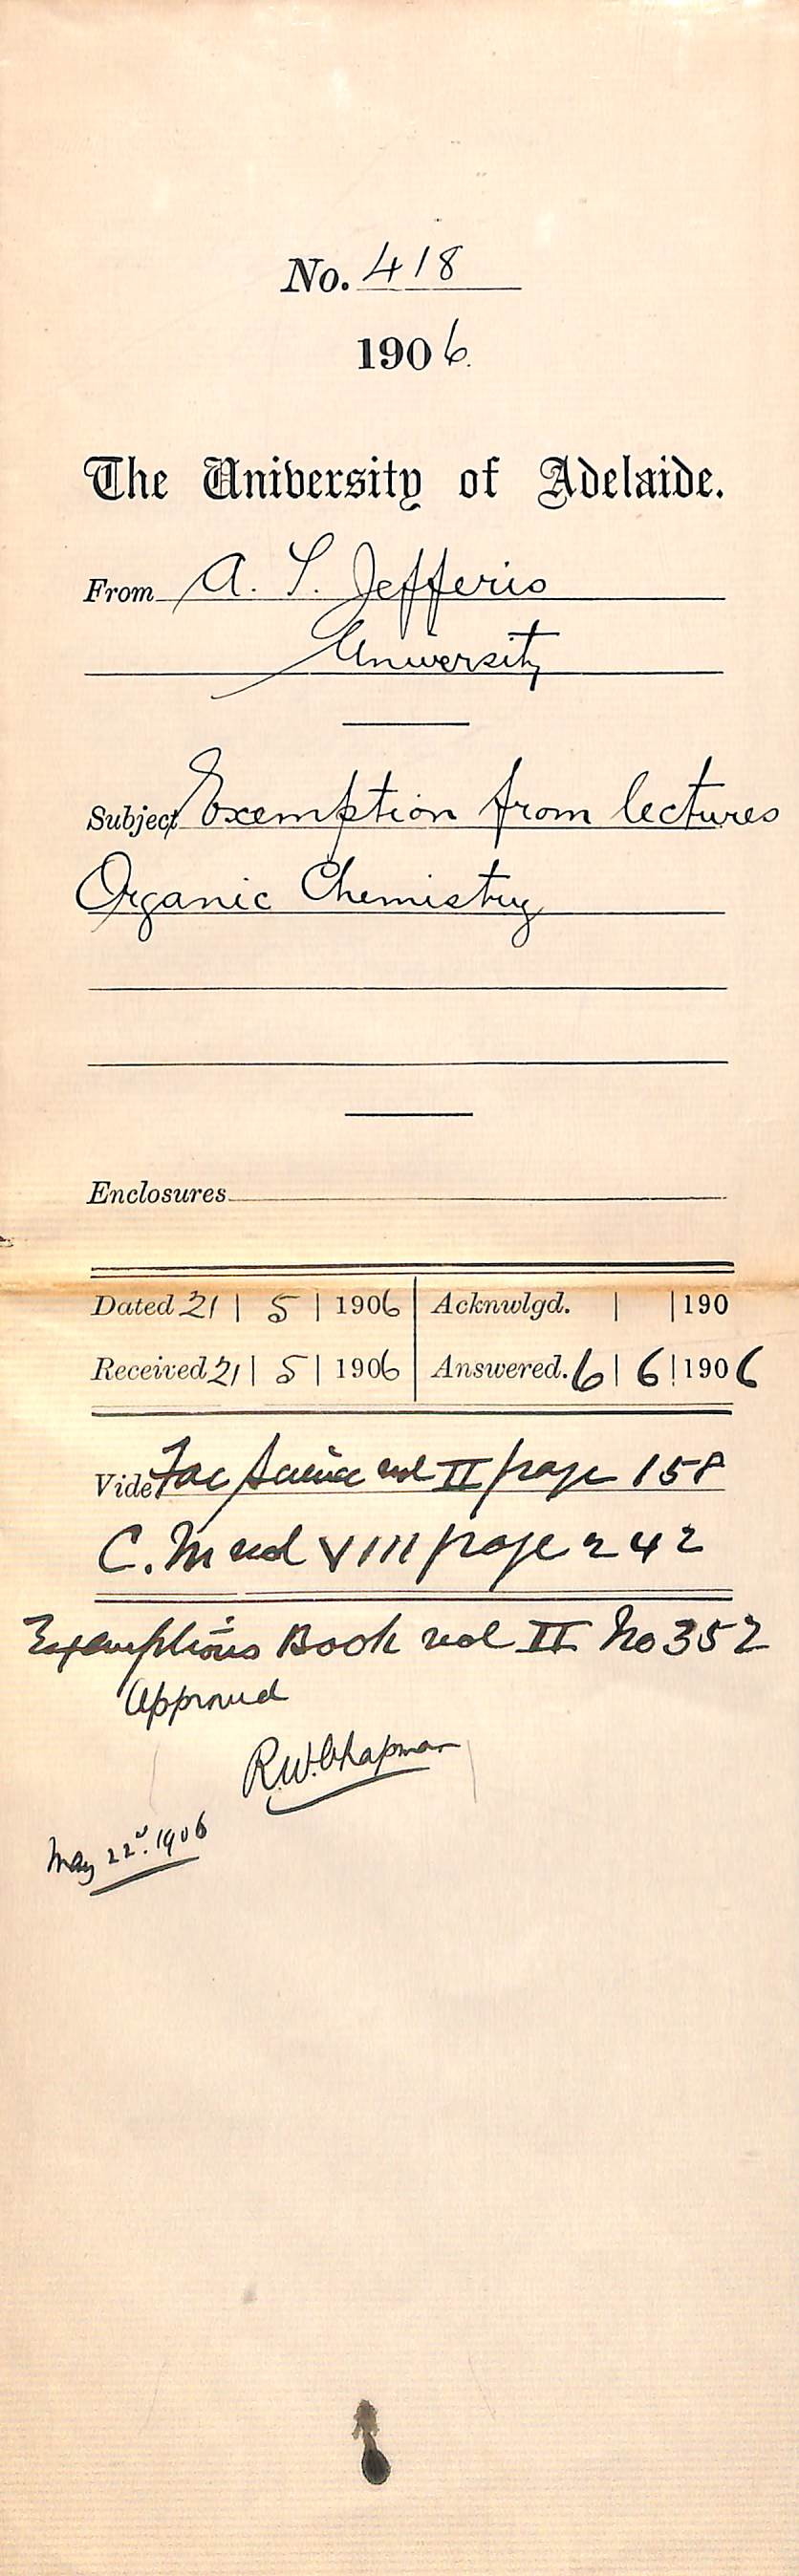 No. 418
1906.
The University of Adelaide.
From A. S. Jefferis
University
Subject Exemption from lectures
Organic Chemistry
Enclosures
Dated 21 | 5 | 1906 Acknwlgd. | | 190
Received 21 | 5 | 1906 Answered. 6 | 6 | 1906
Vide Fac Science vol II page 158
C.M vol VIII page 242
Exemptions Book vol II No 352
Approved
R.W. Chapman
May 22d. 1906